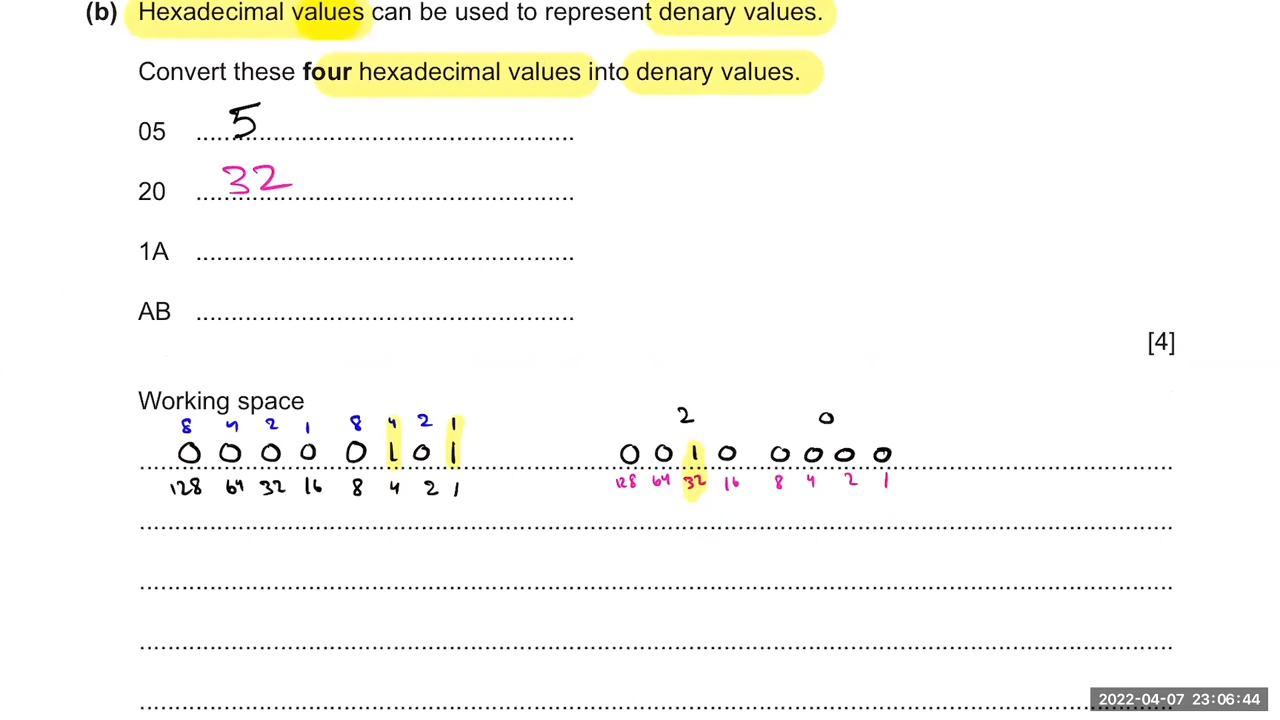 (b) Hexadecimal values can be used to represent denary values.
Convert these four hexadecimal values into denary values.
05 ...................................................... 5
20 ...................................................... 32
1A ......................................................
AB ......................................................
[4]
Working space
8 4 2 1 8 4 2 1
0 0 0 0 0 1 0 1
128 64 32 16 8 4 2 1
2 0
0 0 1 0 0 0 0 0
128 64 32 16 8 4 2 1
2022-04-07 23:06:44